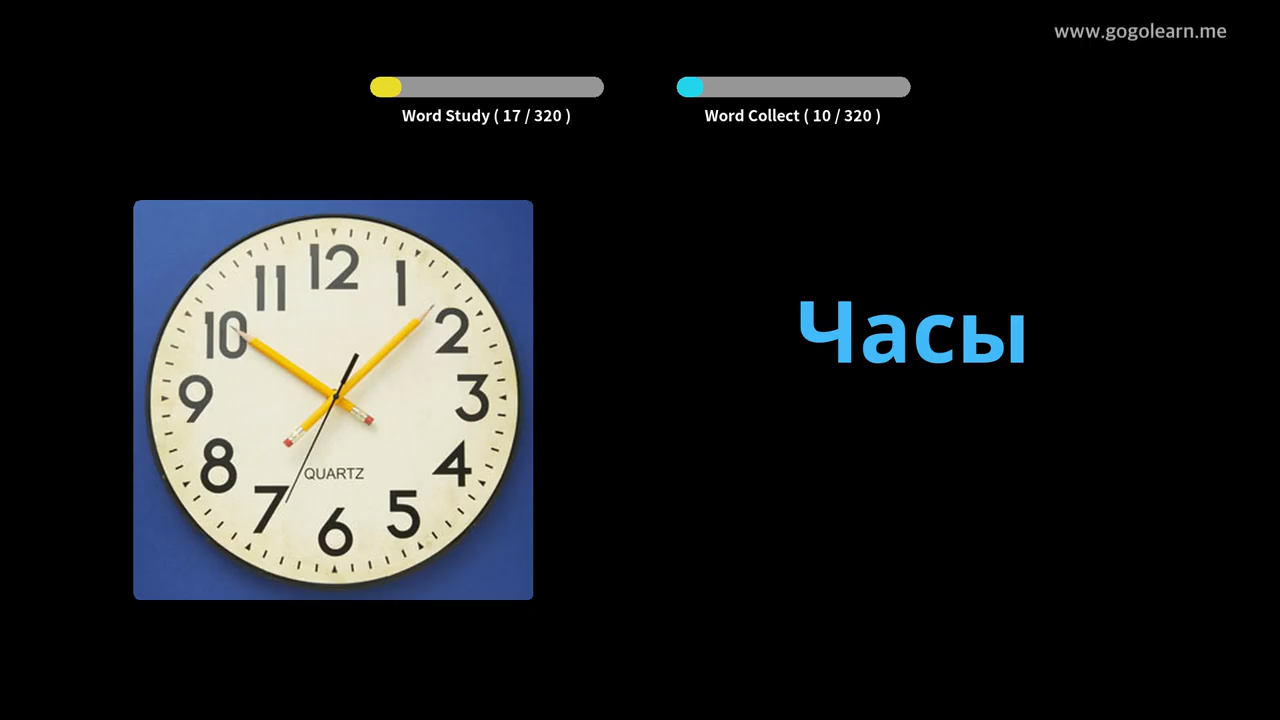 www.gogolearn.me
Word Study ( 17 / 320 )
Word Collect ( 10 / 320 )
12
11
1
10
2
9
3
8
4
7
5
6
QUARTZ
Часы